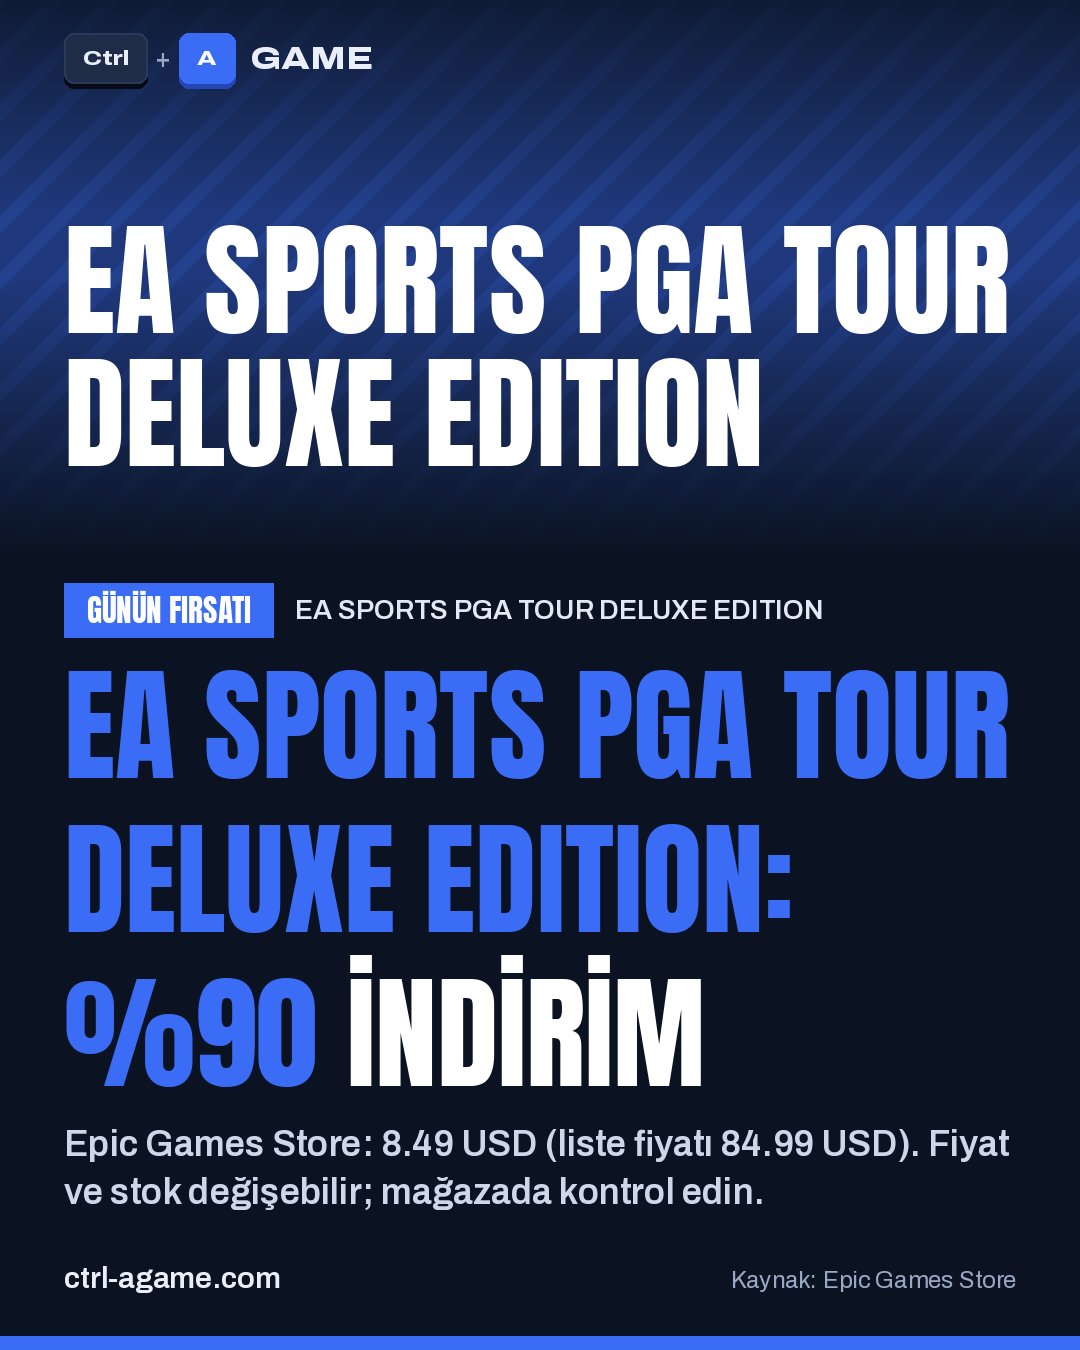 Ctrl + A GAME
EA SPORTS PGA TOUR
DELUXE EDITION
GÜNÜN FIRSATI EA SPORTS PGA TOUR DELUXE EDITION
EA SPORTS PGA TOUR
DELUXE EDITION:
%90 İNDİRİM
Epic Games Store: 8.49 USD (liste fiyatı 84.99 USD). Fiyat
ve stok değişebilir; mağazada kontrol edin.
ctrl-agame.com Kaynak: Epic Games Store